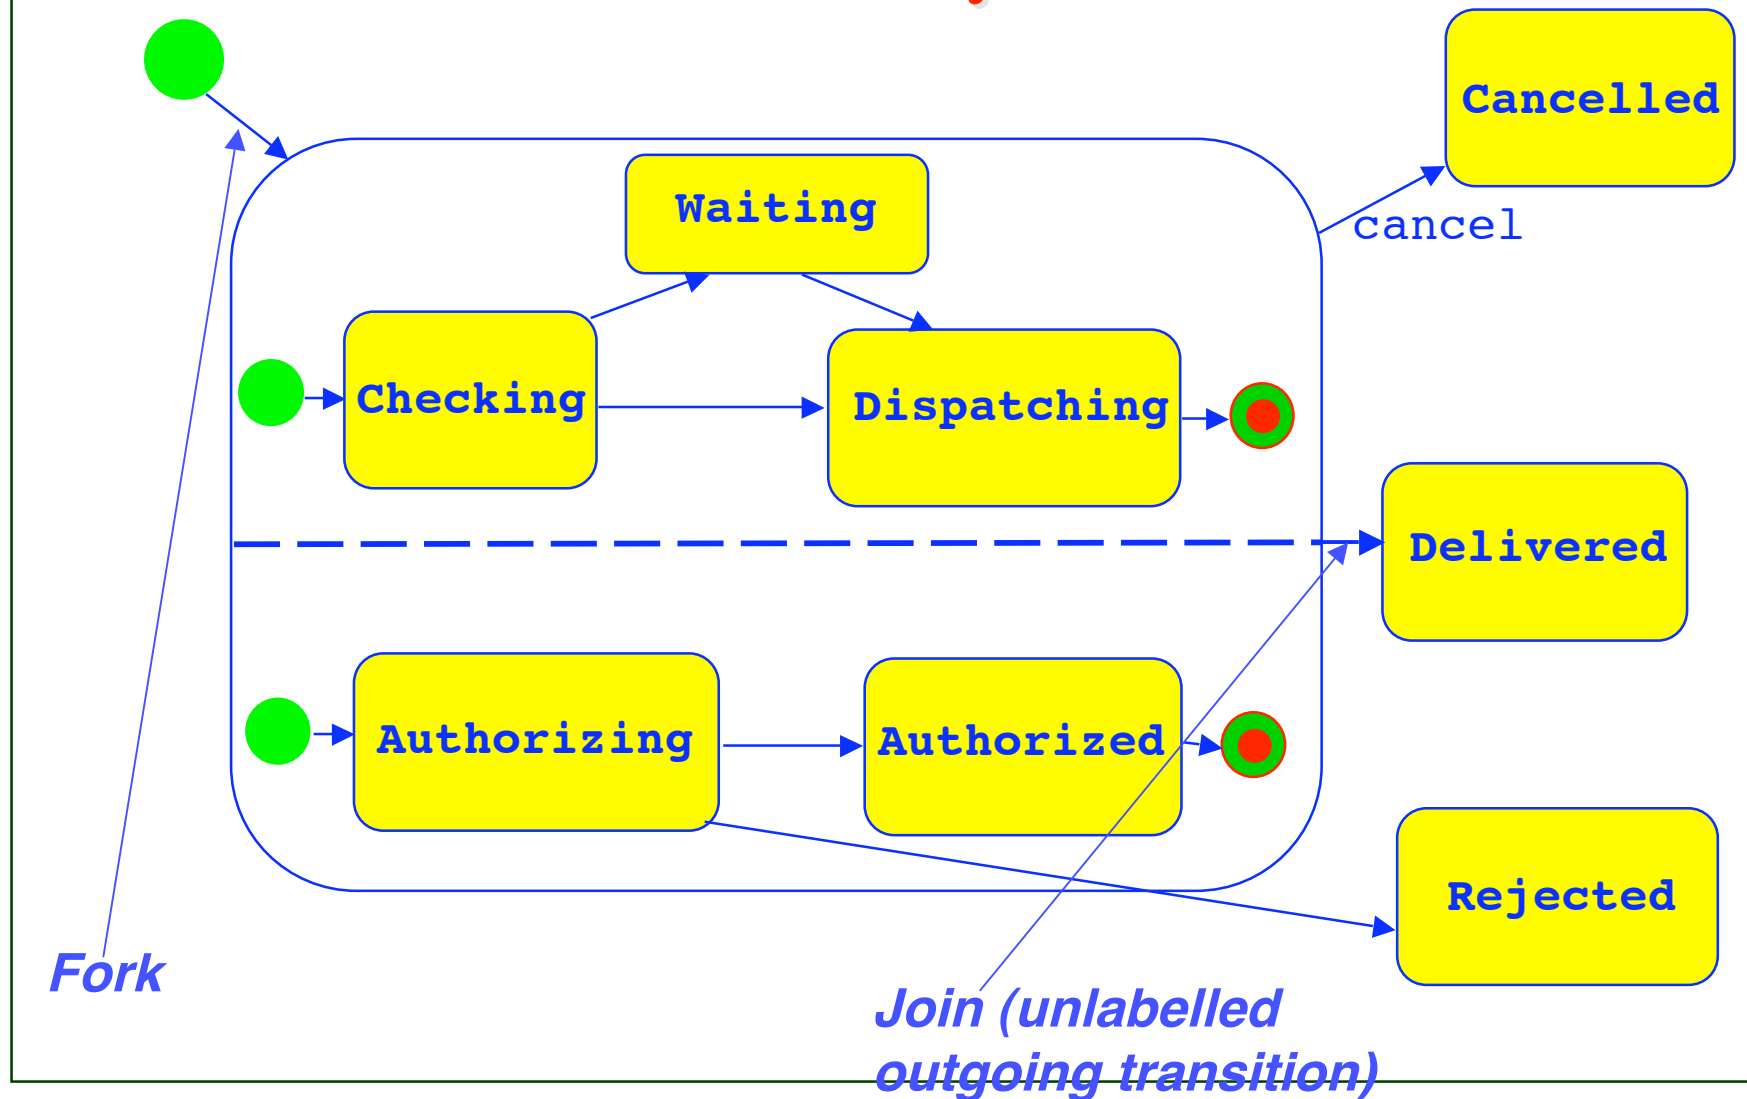 Cancelled
Waiting
cancel
Checking
Dispatching
Delivered
Authorizing
Authorized
Rejected
Fork
Join (unlabelled
outgoing transition)